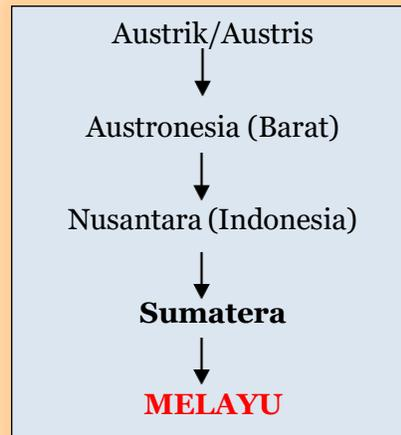 Austrik/Austris
Austronesia (Barat)
Nusantara (Indonesia)
Sumatera
MELAYU